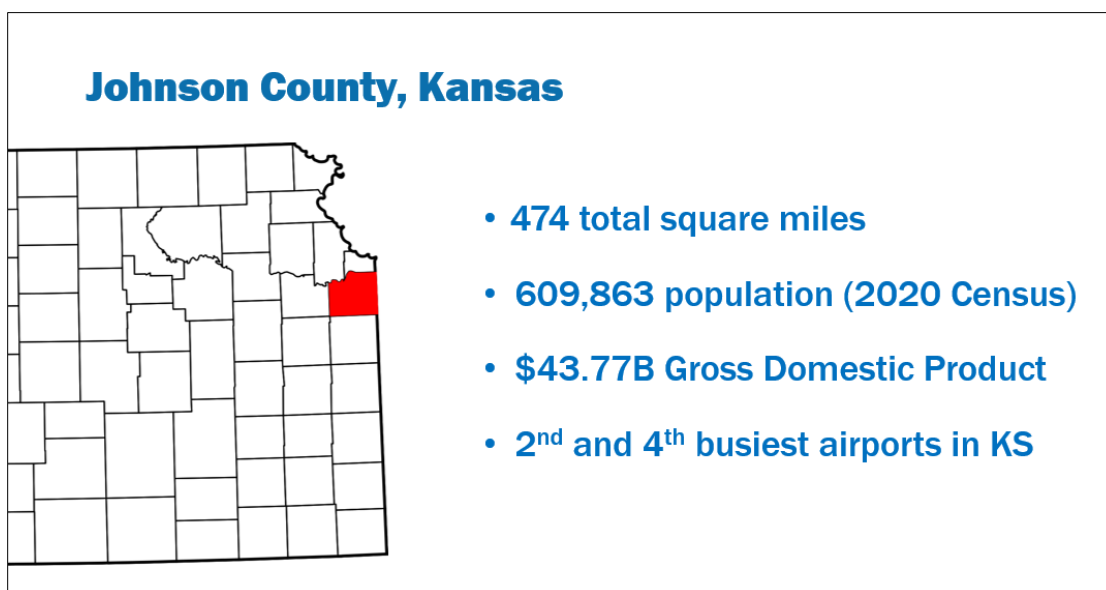 Johnson County, Kansas
• 474 total square miles
• 609,863 population (2020 Census)
• $43.77B Gross Domestic Product
• 2nd and 4th busiest airports in KS